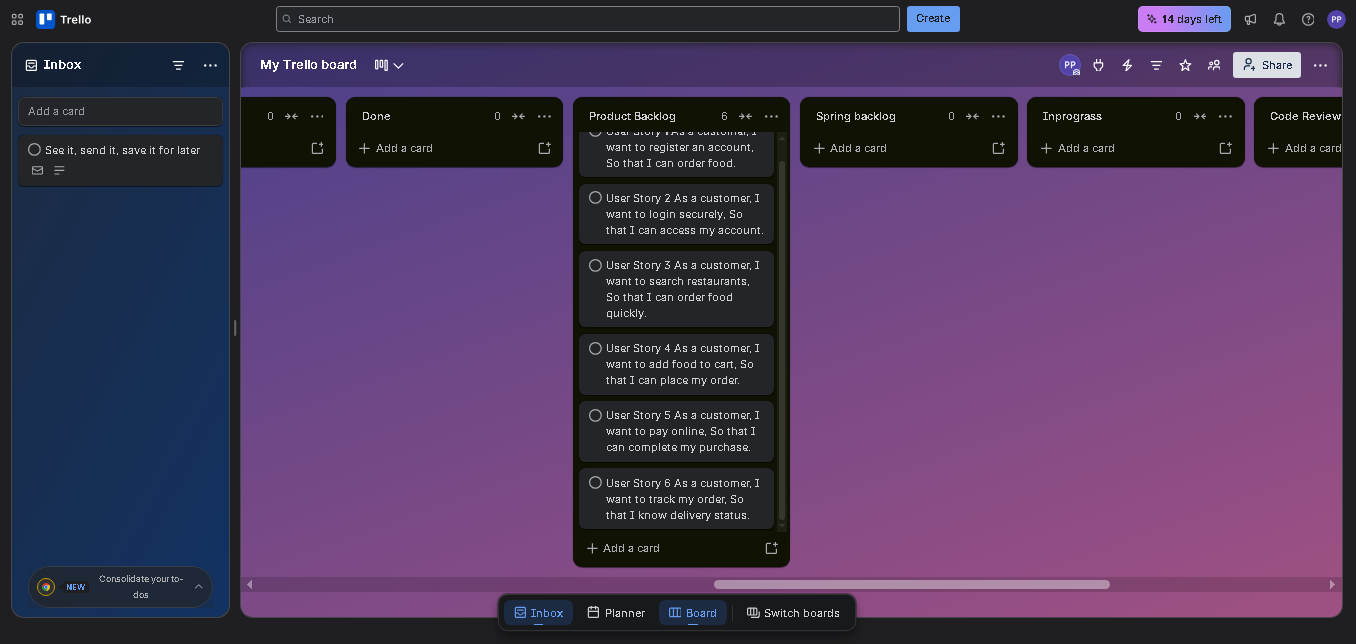 Trello
Search
Create
14 days left
PP
Inbox
Add a card
See it, send it, save it for later
NEW
Consolidate your to-
dos
My Trello board
PP
Share
0
Done
0
Add a card
Product Backlog
6
User Story 1 As a customer, I
want to register an account,
So that I can order food.
User Story 2 As a customer, I
want to login securely, So
that I can access my account.
User Story 3 As a customer, I
want to search restaurants,
So that I can order food
quickly.
User Story 4 As a customer, I
want to add food to cart, So
that I can place my order.
User Story 5 As a customer, I
want to pay online, So that I
can complete my purchase.
User Story 6 As a customer, I
want to track my order, So
that I know delivery status.
Add a card
Spring backlog
0
Add a card
Inprograss
0
Add a card
Code Review
Add a card
Inbox
Planner
Board
Switch boards